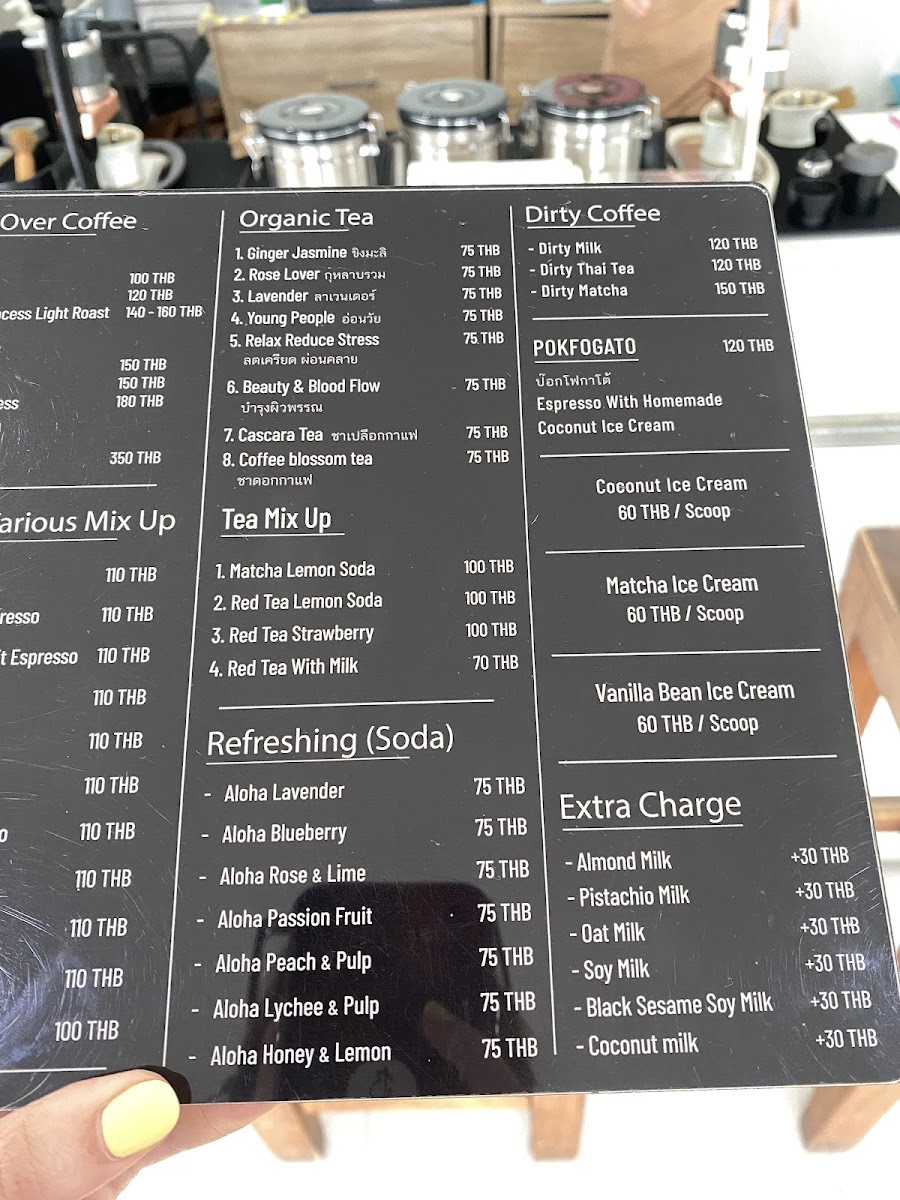 Over Coffee
100 THB
120 THB
cess Light Roast 140 - 160 THB
150 THB
150 THB
ess 180 THB
350 THB
arious Mix Up
110 THB
resso 110 THB
t Espresso 110 THB
110 THB
110 THB
110 THB
o 110 THB
110 THB
110 THB
110 THB
100 THB
Organic Tea
1. Ginger Jasmine ขิงมะลิ 75 THB
2. Rose Lover กุหลาบรวม 75 THB
3. Lavender ลาเวนเดอร์ 75 THB
4. Young People อ่อนวัย 75 THB
5. Relax Reduce Stress 75 THB
ลดเครียด ผ่อนคลาย
6. Beauty & Blood Flow 75 THB
บำรุงผิวพรรณ
7. Cascara Tea ชาเปลือกกาแฟ 75 THB
8. Coffee blossom tea 75 THB
ชาดอกกาแฟ
Tea Mix Up
1. Matcha Lemon Soda 100 THB
2. Red Tea Lemon Soda 100 THB
3. Red Tea Strawberry 100 THB
4. Red Tea With Milk 70 THB
Refreshing (Soda)
- Aloha Lavender 75 THB
- Aloha Blueberry 75 THB
- Aloha Rose & Lime 75 THB
- Aloha Passion Fruit 75 THB
- Aloha Peach & Pulp 75 THB
- Aloha Lychee & Pulp 75 THB
- Aloha Honey & Lemon 75 THB
Dirty Coffee
- Dirty Milk 120 THB
- Dirty Thai Tea 120 THB
- Dirty Matcha 150 THB
POKFOGATO 120 THB
ป๊อกโฟกาโต้
Espresso With Homemade
Coconut Ice Cream
Coconut Ice Cream
60 THB / Scoop
Matcha Ice Cream
60 THB / Scoop
Vanilla Bean Ice Cream
60 THB / Scoop
Extra Charge
- Almond Milk +30 THB
- Pistachio Milk +30 THB
- Oat Milk +30 THB
- Soy Milk +30 THB
- Black Sesame Soy Milk +30 THB
- Coconut milk +30 THB